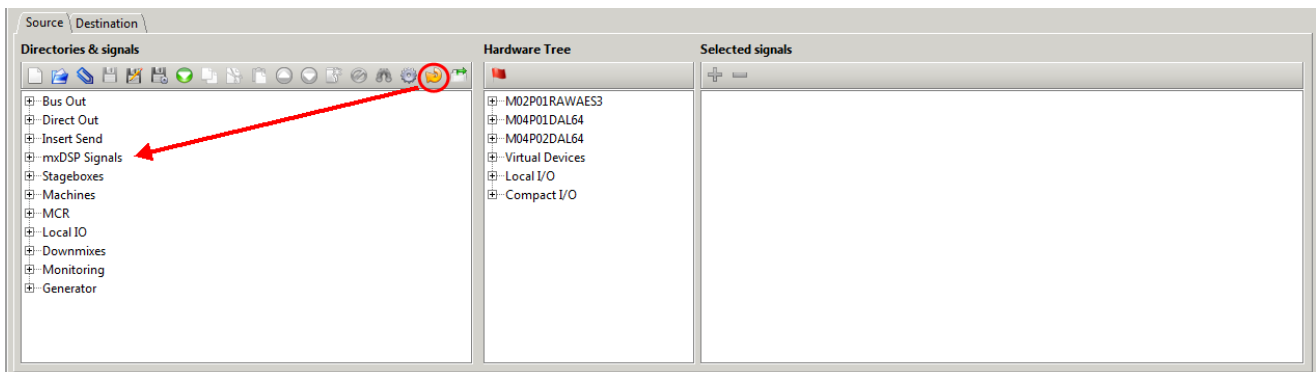 Source Destination
Directories & signals
Bus Out
Direct Out
Insert Send
mxDSP Signals
Stageboxes
Machines
MCR
Local IO
Downmixes
Monitoring
Generator
Hardware Tree
M02P01RAWAES3
M04P01DAL64
M04P02DAL64
Virtual Devices
Local I/O
Compact I/O
Selected signals